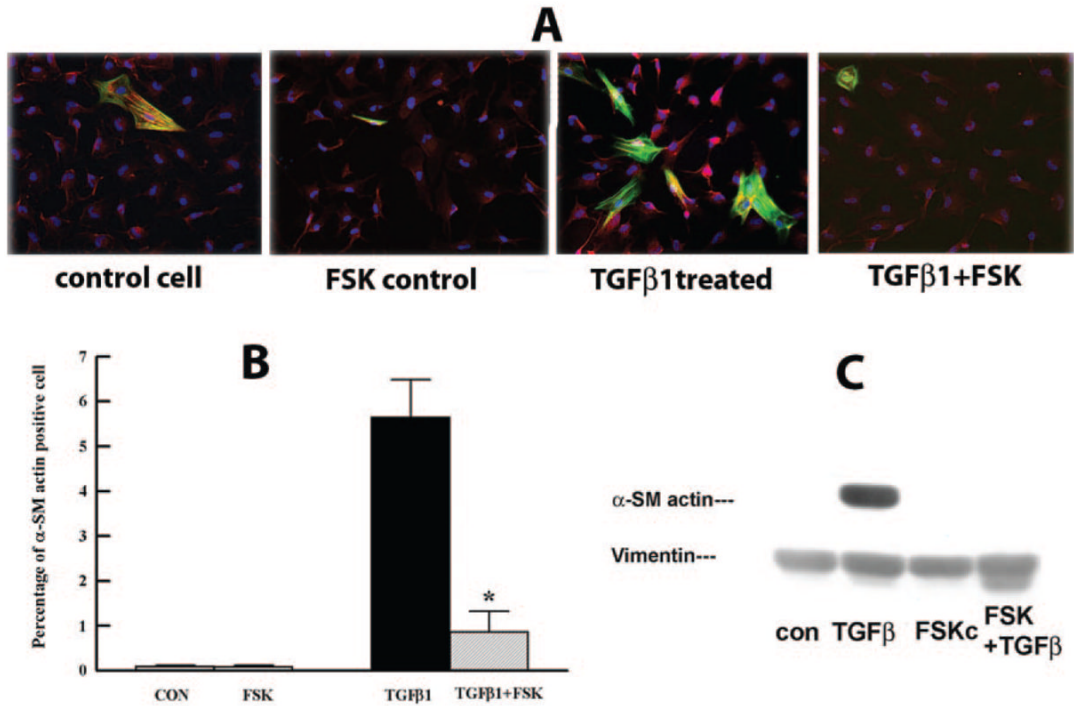 A
control cell
FSK control
TGFβ1treated
TGFβ1+FSK
B
Percentage of α-SM actin positive cell
7
6
5
4
3
2
1
0
*
CON
FSK
TGFβ1
TGFβ1+FSK
C
α-SM actin---
Vimentin---
con
TGFβ
FSKc
FSK
+TGFβ